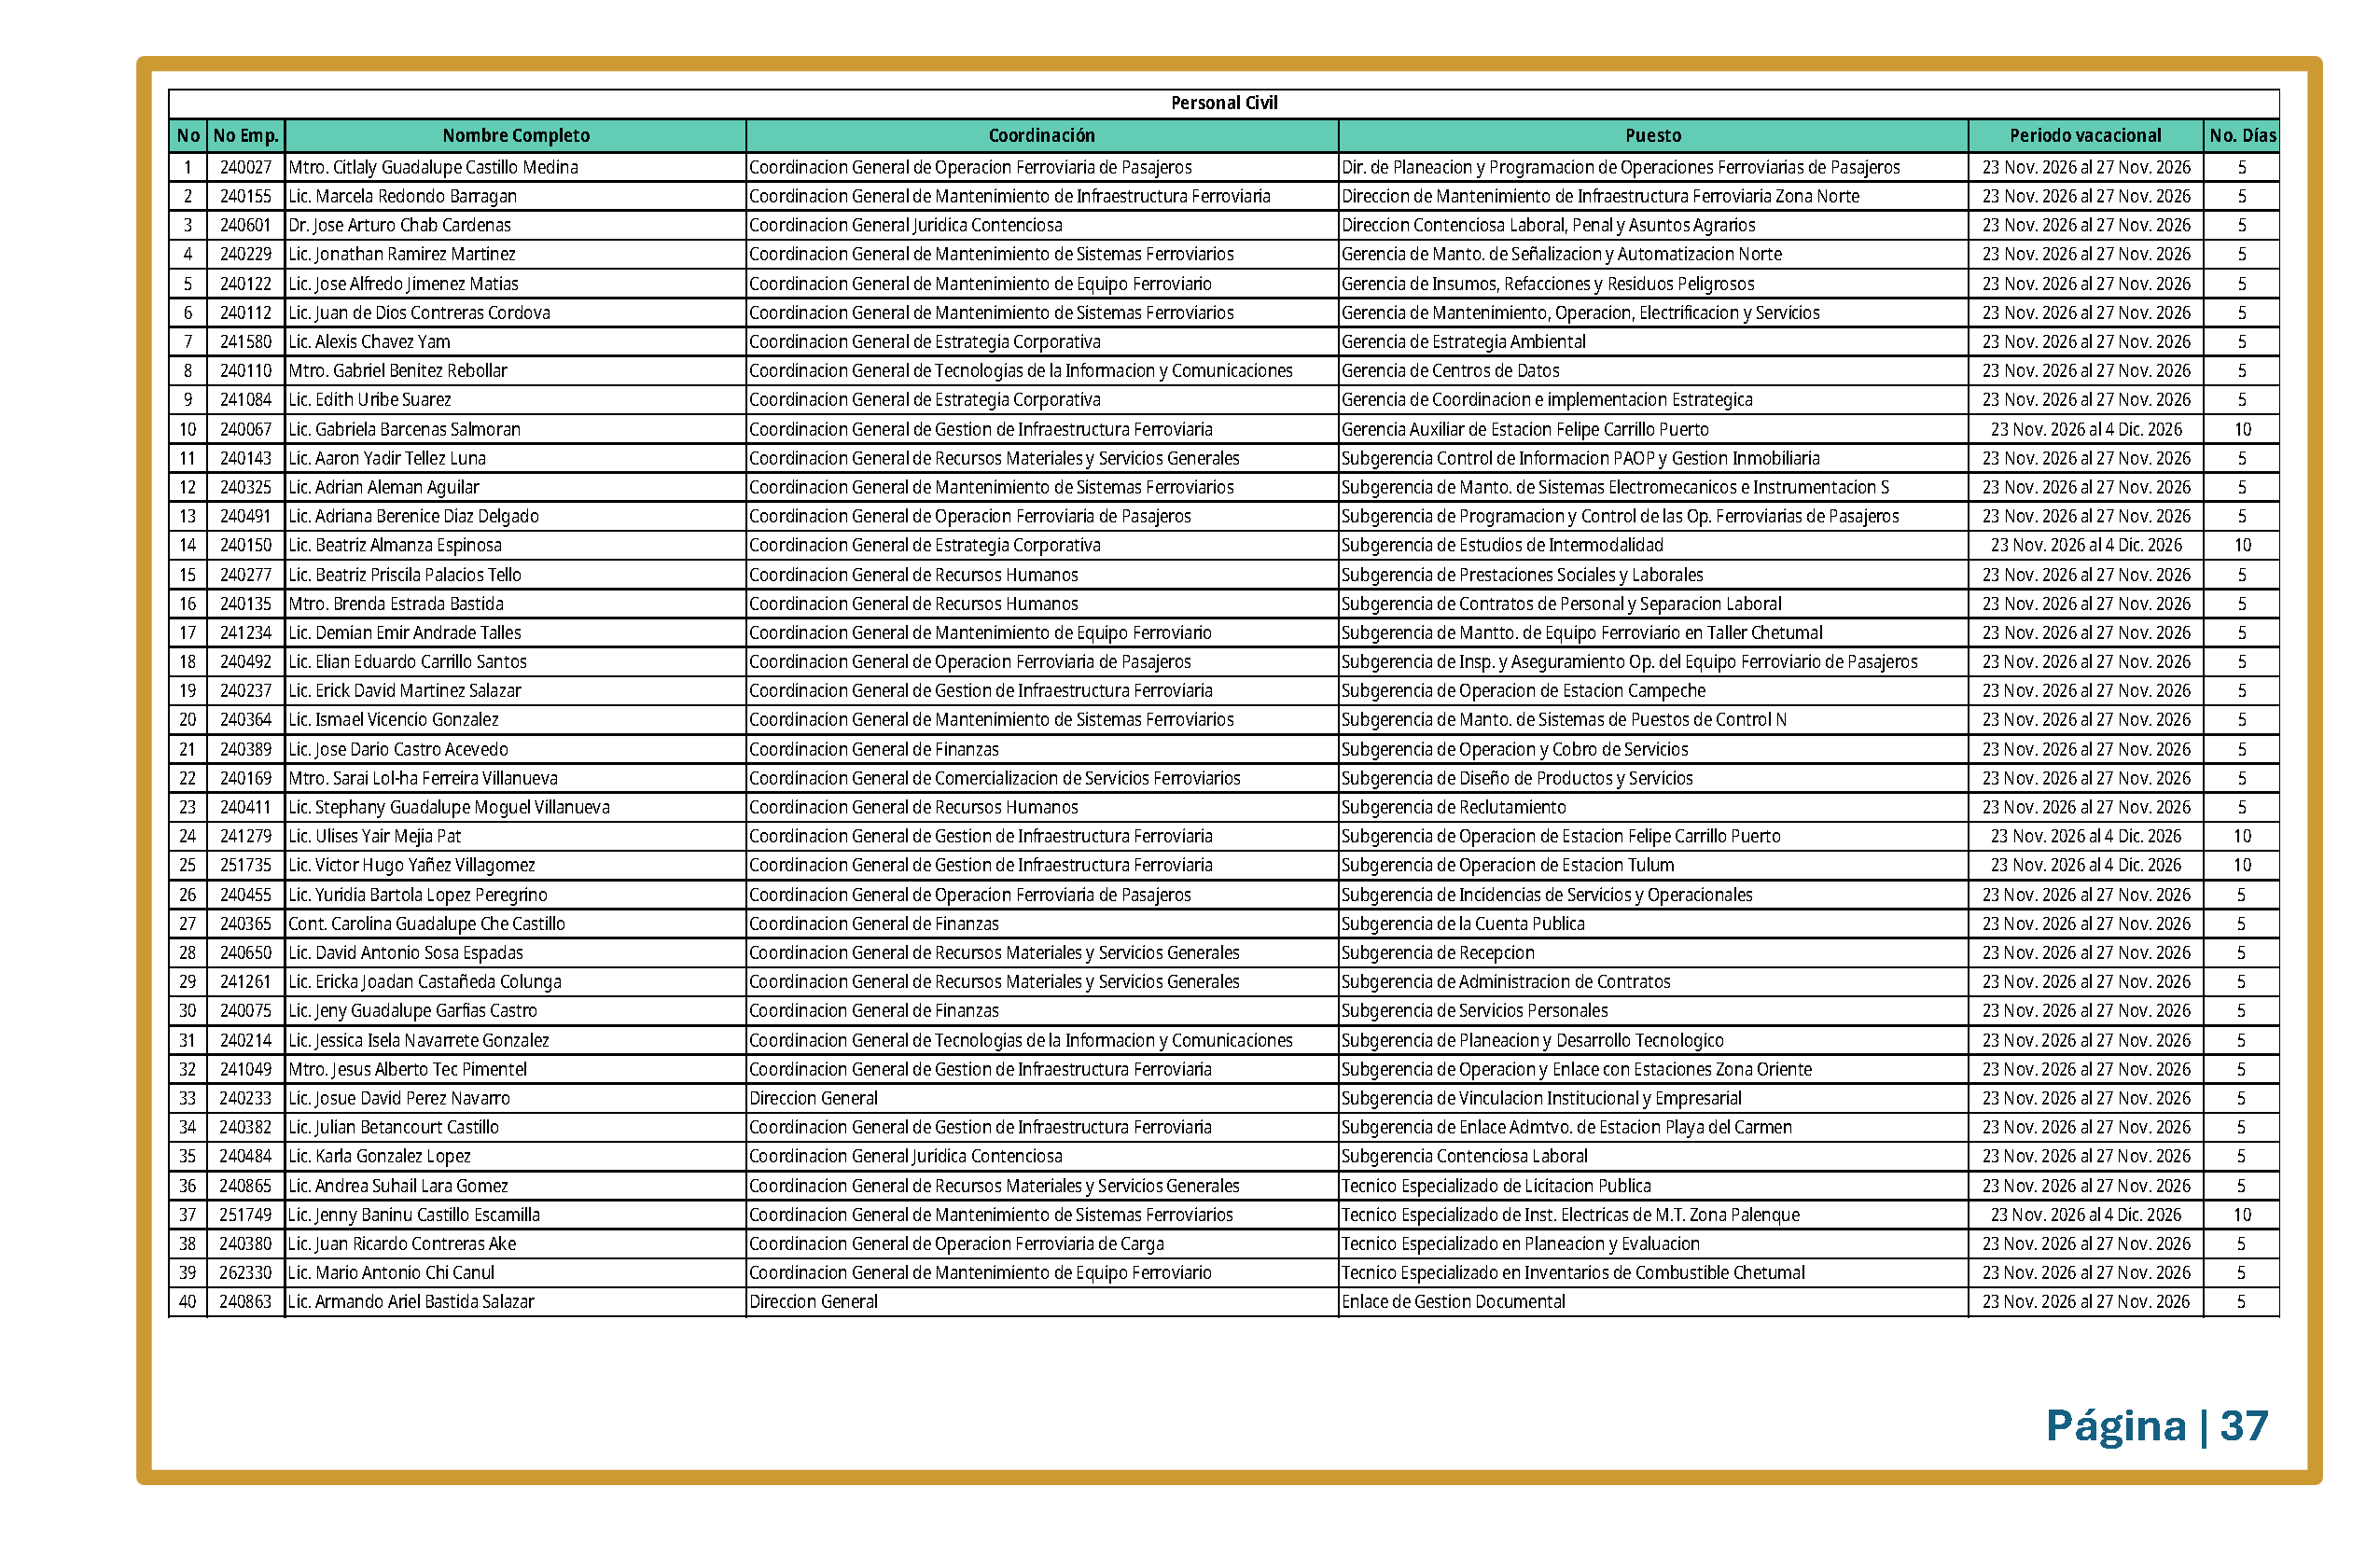 Personal Civil
No No Emp. Nombre Completo Coordinación Puesto Periodo vacacional No. Días
1 240027 Mtro. Citlaly Guadalupe Castillo Medina Coordinacion General de Operacion Ferroviaria de Pasajeros Dir. de Planeacion y Programacion de Operaciones Ferroviarias de Pasajeros 23 Nov. 2026 al 27 Nov. 2026 5
2 240155 Lic. Marcela Redondo Barragan Coordinacion General de Mantenimiento de Infraestructura Ferroviaria Direccion de Mantenimiento de Infraestructura Ferroviaria Zona Norte 23 Nov. 2026 al 27 Nov. 2026 5
3 240601 Dr. Jose Arturo Chab Cardenas Coordinacion General Juridica Contenciosa Direccion Contenciosa Laboral, Penal y Asuntos Agrarios 23 Nov. 2026 al 27 Nov. 2026 5
4 240229 Lic. Jonathan Ramirez Martinez Coordinacion General de Mantenimiento de Sistemas Ferroviarios Gerencia de Manto. de Señalizacion y Automatizacion Norte 23 Nov. 2026 al 27 Nov. 2026 5
5 240122 Lic. Jose Alfredo Jimenez Matias Coordinacion General de Mantenimiento de Equipo Ferroviario Gerencia de Insumos, Refacciones y Residuos Peligrosos 23 Nov. 2026 al 27 Nov. 2026 5
6 240112 Lic. Juan de Dios Contreras Cordova Coordinacion General de Mantenimiento de Sistemas Ferroviarios Gerencia de Mantenimiento, Operacion, Electrificacion y Servicios 23 Nov. 2026 al 27 Nov. 2026 5
7 241580 Lic. Alexis Chavez Yam Coordinacion General de Estrategia Corporativa Gerencia de Estrategia Ambiental 23 Nov. 2026 al 27 Nov. 2026 5
8 240110 Mtro. Gabriel Benitez Rebollar Coordinacion General de Tecnologias de la Informacion y Comunicaciones Gerencia de Centros de Datos 23 Nov. 2026 al 27 Nov. 2026 5
9 241084 Lic. Edith Uribe Suarez Coordinacion General de Estrategia Corporativa Gerencia de Coordinacion e implementacion Estrategica 23 Nov. 2026 al 27 Nov. 2026 5
10 240067 Lic. Gabriela Barcenas Salmoran Coordinacion General de Gestion de Infraestructura Ferroviaria Gerencia Auxiliar de Estacion Felipe Carrillo Puerto 23 Nov. 2026 al 4 Dic. 2026 10
11 240143 Lic. Aaron Yadir Tellez Luna Coordinacion General de Recursos Materiales y Servicios Generales Subgerencia Control de Informacion PAOP y Gestion Inmobiliaria 23 Nov. 2026 al 27 Nov. 2026 5
12 240325 Lic. Adrian Aleman Aguilar Coordinacion General de Mantenimiento de Sistemas Ferroviarios Subgerencia de Manto. de Sistemas Electromecanicos e Instrumentacion S 23 Nov. 2026 al 27 Nov. 2026 5
13 240491 Lic. Adriana Berenice Diaz Delgado Coordinacion General de Operacion Ferroviaria de Pasajeros Subgerencia de Programacion y Control de las Op. Ferroviarias de Pasajeros 23 Nov. 2026 al 27 Nov. 2026 5
14 240150 Lic. Beatriz Almanza Espinosa Coordinacion General de Estrategia Corporativa Subgerencia de Estudios de Intermodalidad 23 Nov. 2026 al 4 Dic. 2026 10
15 240277 Lic. Beatriz Priscila Palacios Tello Coordinacion General de Recursos Humanos Subgerencia de Prestaciones Sociales y Laborales 23 Nov. 2026 al 27 Nov. 2026 5
16 240135 Mtro. Brenda Estrada Bastida Coordinacion General de Recursos Humanos Subgerencia de Contratos de Personal y Separacion Laboral 23 Nov. 2026 al 27 Nov. 2026 5
17 241234 Lic. Demian Emir Andrade Talles Coordinacion General de Mantenimiento de Equipo Ferroviario Subgerencia de Mantto. de Equipo Ferroviario en Taller Chetumal 23 Nov. 2026 al 27 Nov. 2026 5
18 240492 Lic. Elian Eduardo Carrillo Santos Coordinacion General de Operacion Ferroviaria de Pasajeros Subgerencia de Insp. y Aseguramiento Op. del Equipo Ferroviario de Pasajeros 23 Nov. 2026 al 27 Nov. 2026 5
19 240237 Lic. Erick David Martinez Salazar Coordinacion General de Gestion de Infraestructura Ferroviaria Subgerencia de Operacion de Estacion Campeche 23 Nov. 2026 al 27 Nov. 2026 5
20 240364 Lic. Ismael Vicencio Gonzalez Coordinacion General de Mantenimiento de Sistemas Ferroviarios Subgerencia de Manto. de Sistemas de Puestos de Control N 23 Nov. 2026 al 27 Nov. 2026 5
21 240389 Lic. Jose Dario Castro Acevedo Coordinacion General de Finanzas Subgerencia de Operacion y Cobro de Servicios 23 Nov. 2026 al 27 Nov. 2026 5
22 240169 Mtro. Sarai Lol-ha Ferreira Villanueva Coordinacion General de Comercializacion de Servicios Ferroviarios Subgerencia de Diseño de Productos y Servicios 23 Nov. 2026 al 27 Nov. 2026 5
23 240411 Lic. Stephany Guadalupe Moguel Villanueva Coordinacion General de Recursos Humanos Subgerencia de Reclutamiento 23 Nov. 2026 al 27 Nov. 2026 5
24 241279 Lic. Ulises Yair Mejia Pat Coordinacion General de Gestion de Infraestructura Ferroviaria Subgerencia de Operacion de Estacion Felipe Carrillo Puerto 23 Nov. 2026 al 4 Dic. 2026 10
25 251735 Lic. Victor Hugo Yañez Villagomez Coordinacion General de Gestion de Infraestructura Ferroviaria Subgerencia de Operacion de Estacion Tulum 23 Nov. 2026 al 4 Dic. 2026 10
26 240455 Lic. Yuridia Bartola Lopez Peregrino Coordinacion General de Operacion Ferroviaria de Pasajeros Subgerencia de Incidencias de Servicios y Operacionales 23 Nov. 2026 al 27 Nov. 2026 5
27 240365 Cont. Carolina Guadalupe Che Castillo Coordinacion General de Finanzas Subgerencia de la Cuenta Publica 23 Nov. 2026 al 27 Nov. 2026 5
28 240650 Lic. David Antonio Sosa Espadas Coordinacion General de Recursos Materiales y Servicios Generales Subgerencia de Recepcion 23 Nov. 2026 al 27 Nov. 2026 5
29 241261 Lic. Ericka Joadan Castañeda Colunga Coordinacion General de Recursos Materiales y Servicios Generales Subgerencia de Administracion de Contratos 23 Nov. 2026 al 27 Nov. 2026 5
30 240075 Lic. Jeny Guadalupe Garfias Castro Coordinacion General de Finanzas Subgerencia de Servicios Personales 23 Nov. 2026 al 27 Nov. 2026 5
31 240214 Lic. Jessica Isela Navarrete Gonzalez Coordinacion General de Tecnologias de la Informacion y Comunicaciones Subgerencia de Planeacion y Desarrollo Tecnologico 23 Nov. 2026 al 27 Nov. 2026 5
32 241049 Mtro. Jesus Alberto Tec Pimentel Coordinacion General de Gestion de Infraestructura Ferroviaria Subgerencia de Operacion y Enlace con Estaciones Zona Oriente 23 Nov. 2026 al 27 Nov. 2026 5
33 240233 Lic. Josue David Perez Navarro Direccion General Subgerencia de Vinculacion Institucional y Empresarial 23 Nov. 2026 al 27 Nov. 2026 5
34 240382 Lic. Julian Betancourt Castillo Coordinacion General de Gestion de Infraestructura Ferroviaria Subgerencia de Enlace Admtvo. de Estacion Playa del Carmen 23 Nov. 2026 al 27 Nov. 2026 5
35 240484 Lic. Karla Gonzalez Lopez Coordinacion General Juridica Contenciosa Subgerencia Contenciosa Laboral 23 Nov. 2026 al 27 Nov. 2026 5
36 240865 Lic. Andrea Suhail Lara Gomez Coordinacion General de Recursos Materiales y Servicios Generales Tecnico Especializado de Licitacion Publica 23 Nov. 2026 al 27 Nov. 2026 5
37 251749 Lic. Jenny Baninu Castillo Escamilla Coordinacion General de Mantenimiento de Sistemas Ferroviarios Tecnico Especializado de Inst. Electricas de M.T. Zona Palenque 23 Nov. 2026 al 4 Dic. 2026 10
38 240380 Lic. Juan Ricardo Contreras Ake Coordinacion General de Operacion Ferroviaria de Carga Tecnico Especializado en Planeacion y Evaluacion 23 Nov. 2026 al 27 Nov. 2026 5
39 262330 Lic. Mario Antonio Chi Canul Coordinacion General de Mantenimiento de Equipo Ferroviario Tecnico Especializado en Inventarios de Combustible Chetumal 23 Nov. 2026 al 27 Nov. 2026 5
40 240863 Lic. Armando Ariel Bastida Salazar Direccion General Enlace de Gestion Documental 23 Nov. 2026 al 27 Nov. 2026 5
Página | 37